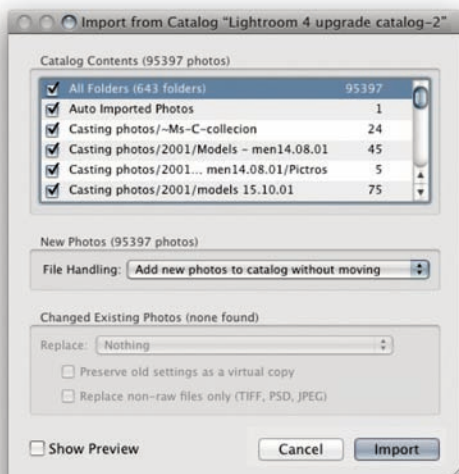 Import from Catalog “Lightroom 4 upgrade catalog-2”
Catalog Contents (95397 photos)
All Folders (643 folders) 95397
Auto Imported Photos 1
Casting photos/~Ms-C-collecion 24
Casting photos/2001/Models - men14.08.01 45
Casting photos/2001... men14.08.01/Pictros 5
Casting photos/2001/models 15.10.01 75
New Photos (95397 photos)
File Handling: Add new photos to catalog without moving
Changed Existing Photos (none found)
Replace: Nothing
Preserve old settings as a virtual copy
Replace non-raw files only (TIFF, PSD, JPEG)
Show Preview Cancel Import